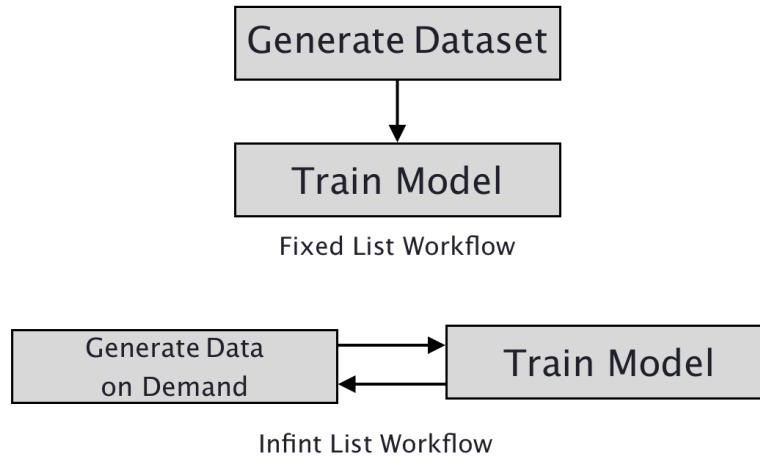 Generate Dataset
Train Model
Fixed List Workflow
Generate Data
on Demand
Train Model
Infint List Workflow